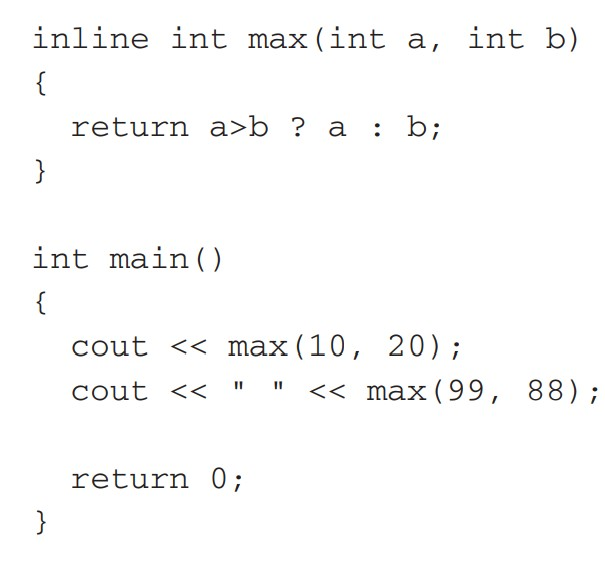 inline int max(int a, int b)
{
  return a>b ? a : b;
}

int main()
{
  cout << max(10, 20);
  cout << " " << max(99, 88);

  return 0;
}